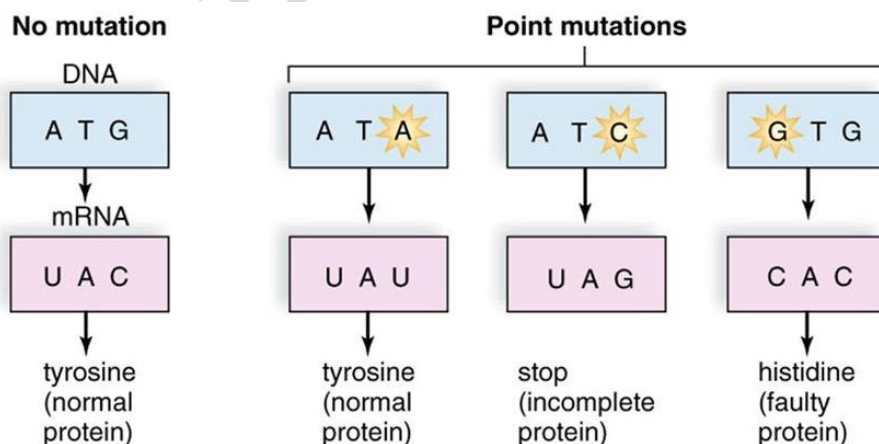 No mutation
Point mutations
DNA
A T G
A T A
A T C
G T G
mRNA
U A C
U A U
U A G
C A C
tyrosine
(normal
protein)
tyrosine
(normal
protein)
stop
(incomplete
protein)
histidine
(faulty
protein)